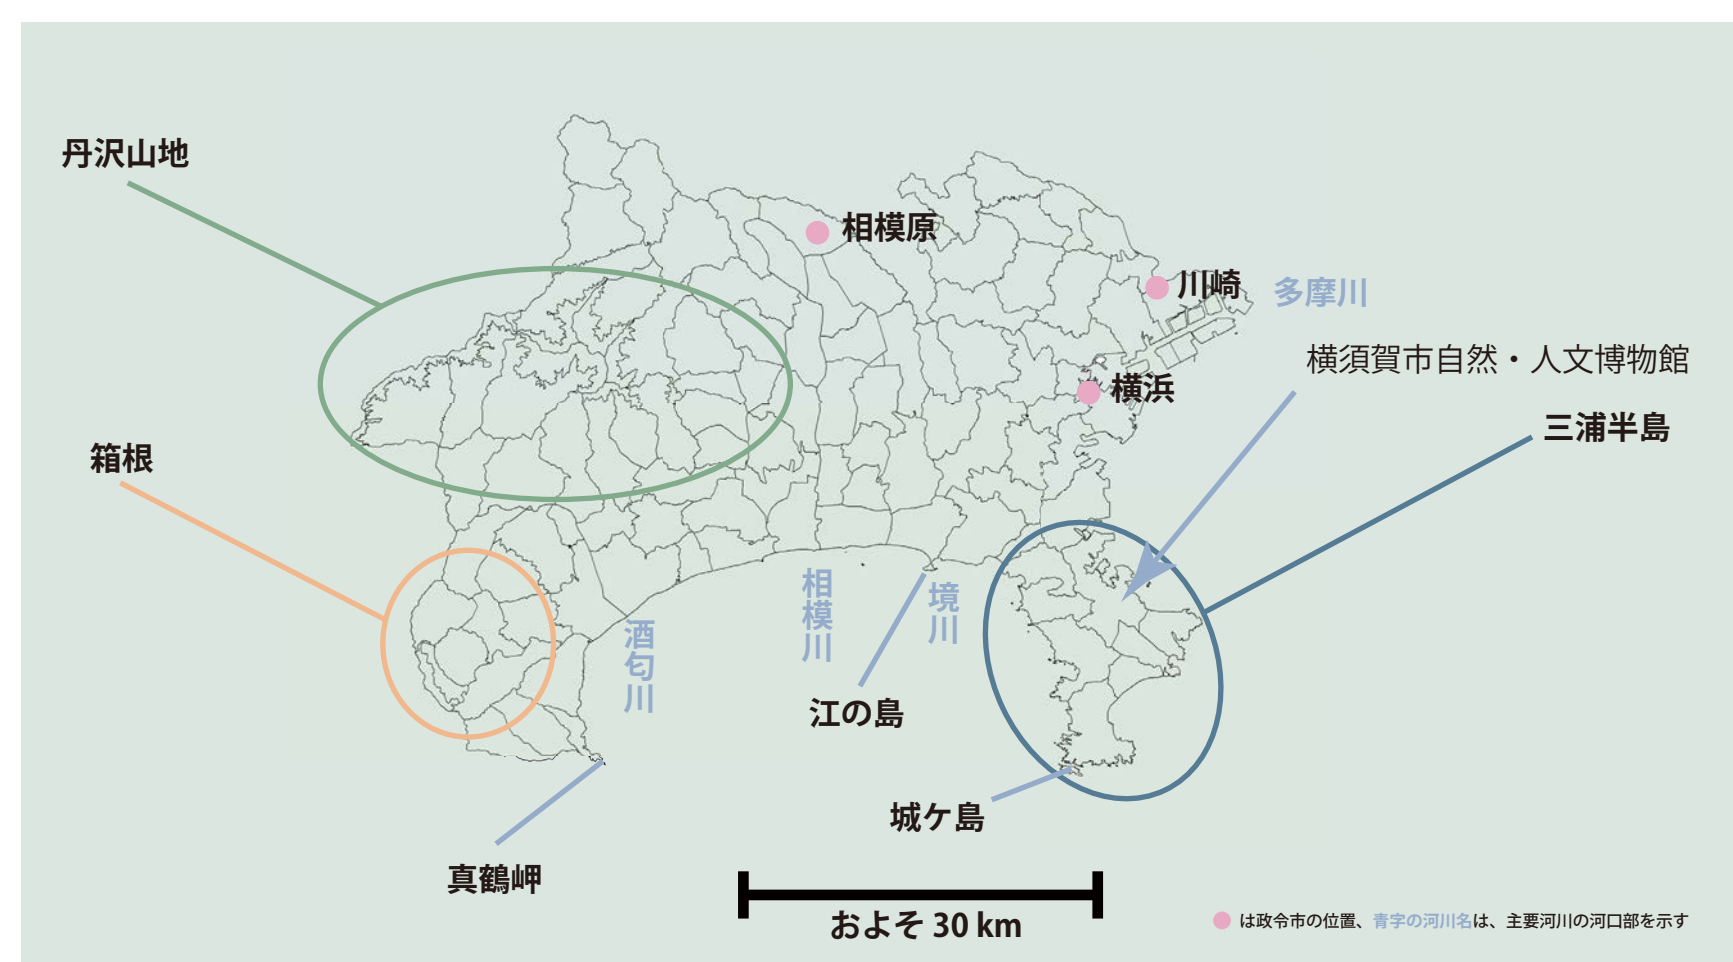 丹沢山地
相模原
川崎
多摩川
横須賀市自然・人文博物館
横浜
三浦半島
箱根
相模川
境川
酒匂川
江の島
城ケ島
真鶴岬
およそ 30 km
は政令市の位置、青字の河川名は、主要河川の河口部を示す